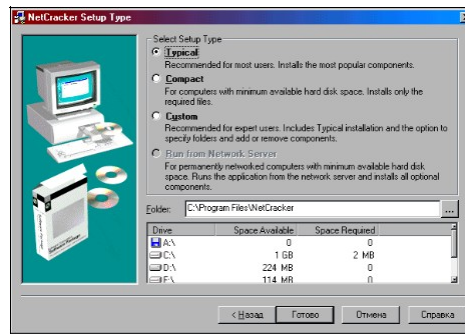 NetCracker Setup Type
Select Setup Type
Typical
Recommended for most users. Installs the most popular components.
Compact
For computers with minimum available hard disk space. Installs only the
required files.
Custom
Recommended for expert users. Includes Typical installation and the option to
specify folders and add or remove components.
Run from Network Server
For permanently networked computers with minimum available hard disk
space. Runs the application from the network server and installs all optional
components.
Folder: C:\Program Files\NetCracker ...
Drive Space Available Space Required
A:\ 0 0
C:\ 1 GB 2 MB
D:\ 224 MB 0
E:\ 114 MB 0
< Назад Готово Отмена Справка